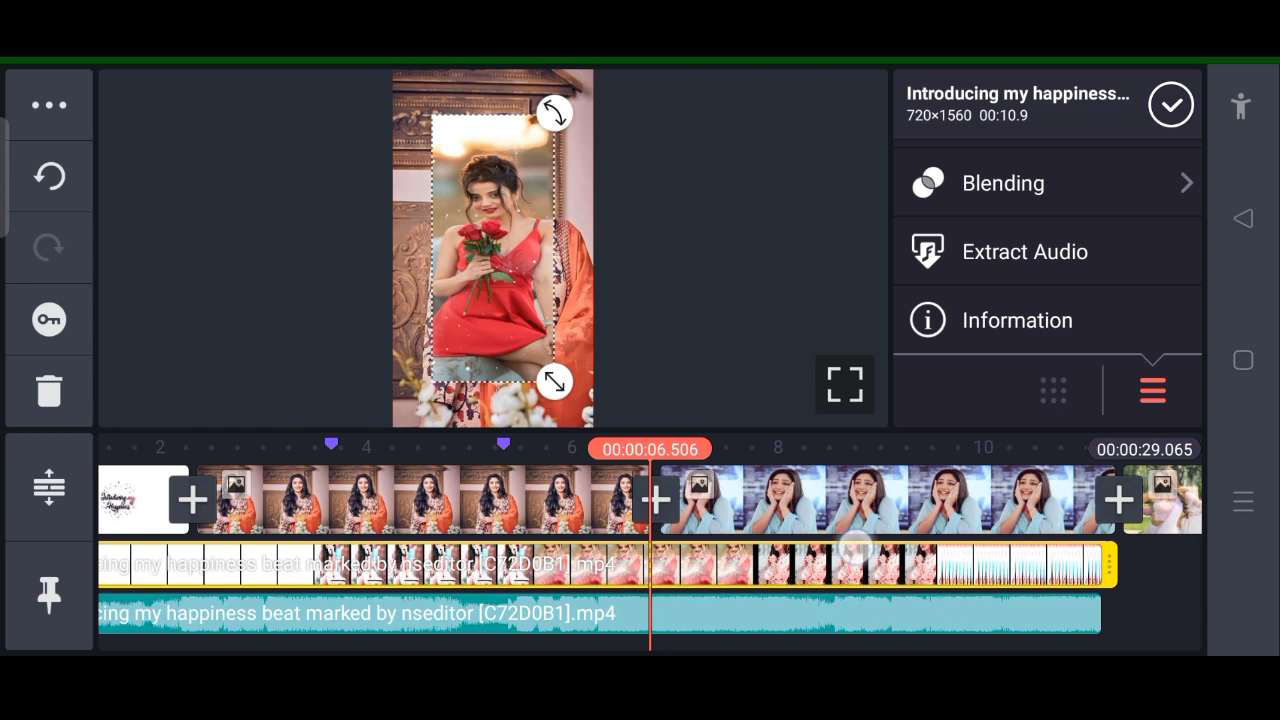 Introducing my happiness...
720×1560 00:10.9
Blending
Extract Audio
Information
2
4
6
00:00:06.506
8
10
00:00:29.065
ing my happiness beat marked by nseditor [C72D0B1].mp4
cing my happiness beat marked by nseditor [C72D0B1].mp4